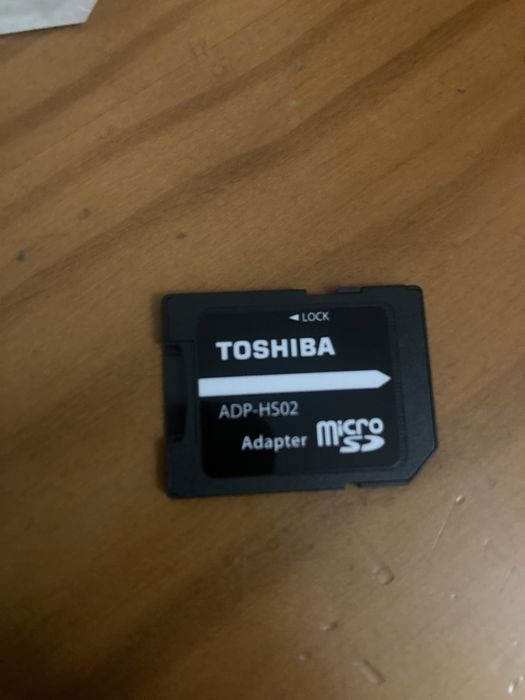 ◄ LOCK
TOSHIBA
ADP-HS02
Adapter micro SD